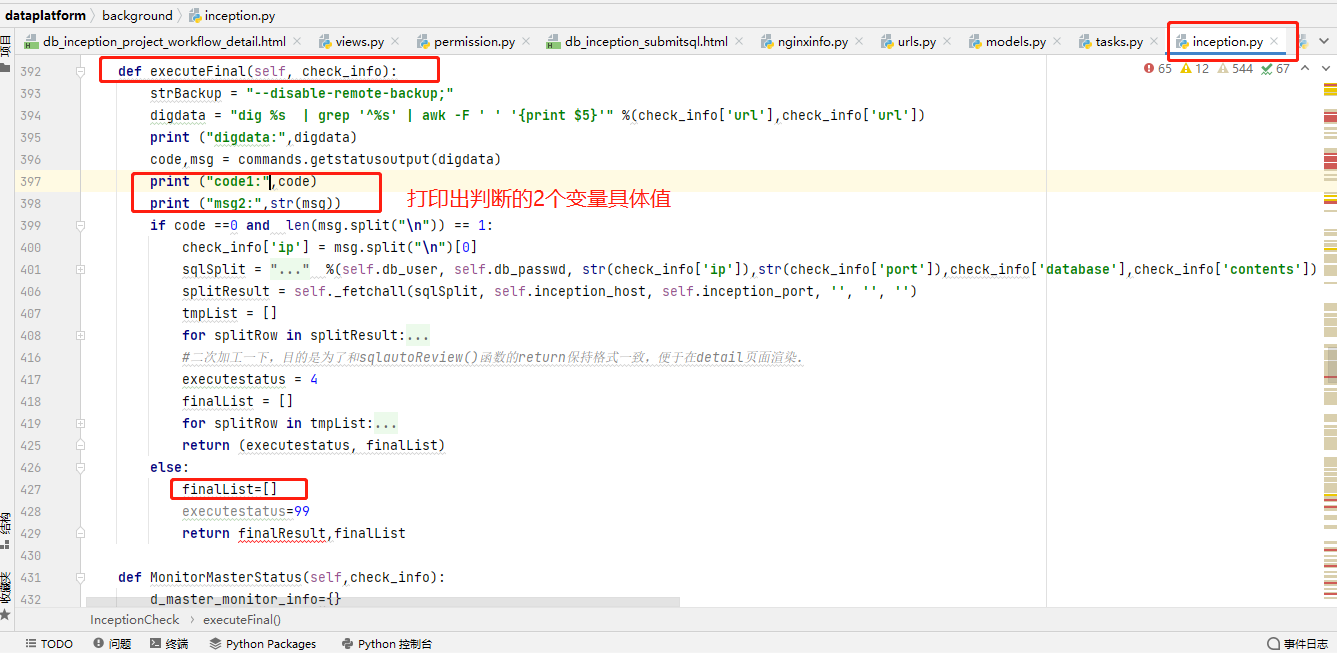 dataplatform background inception.py
项目
db_inception_project_workflow_detail.html views.py permission.py db_inception_submitsql.html nginxinfo.py urls.py models.py tasks.py inception.py
65 12 544 67
392 def executeFinal(self, check_info):
393 strBackup = "--disable-remote-backup;"
394 digdata = "dig %s  | grep '^%s' | awk -F ' ' '{print $5}'" %(check_info['url'],check_info['url'])
395 print ("digdata:",digdata)
396 code,msg = commands.getstatusoutput(digdata)
397 print ("code1:",code)
398 print ("msg2:",str(msg))
打印出判断的2个变量具体值
399 if code ==0 and  len(msg.split("\n")) == 1:
400 check_info['ip'] = msg.split("\n")[0]
401 sqlSplit = "..."  %(self.db_user, self.db_passwd, str(check_info['ip']),str(check_info['port']),check_info['database'],check_info['contents'])
406 splitResult = self._fetchall(sqlSplit, self.inception_host, self.inception_port, '', '', '')
407 tmpList = []
408 for splitRow in splitResult:...
416 #二次加工一下，目的是为了和sqlautoReview()函数的return保持格式一致，便于在detail页面渲染.
417 executestatus = 4
418 finalList = []
419 for splitRow in tmpList:...
425 return (executestatus, finalList)
426 else:
427 finalList=[]
428 executestatus=99
429 return finalResult,finalList
430
431 def MonitorMasterStatus(self,check_info):
432 d_master_monitor_info={}
结构
收藏夹
InceptionCheck executeFinal()
TODO 问题 终端 Python Packages Python 控制台 事件日志